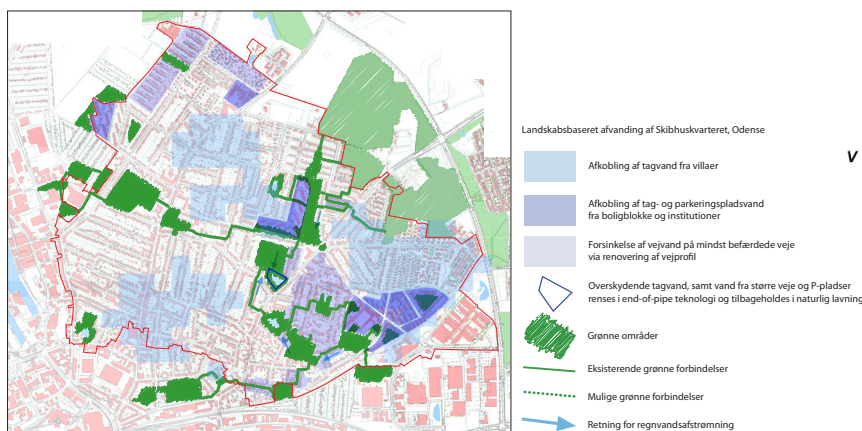 Landskabsbaseret afvanding af Skibhuskvarteret, Odense
V
Afkobling af tagvand fra villaer
Afkobling af tag- og parkeringspladsvand
fra boligblokke og institutioner
Forsinkelse af vejvand på mindst befærdede veje
via renovering af vejprofil
Overskydende tagvand, samt vand fra større veje og P-pladser
renses i end-of-pipe teknologi og tilbageholdes i naturlig lavning
Grønne områder
Eksisterende grønne forbindelser
Mulige grønne forbindelser
Retning for regnvandsafstrømning